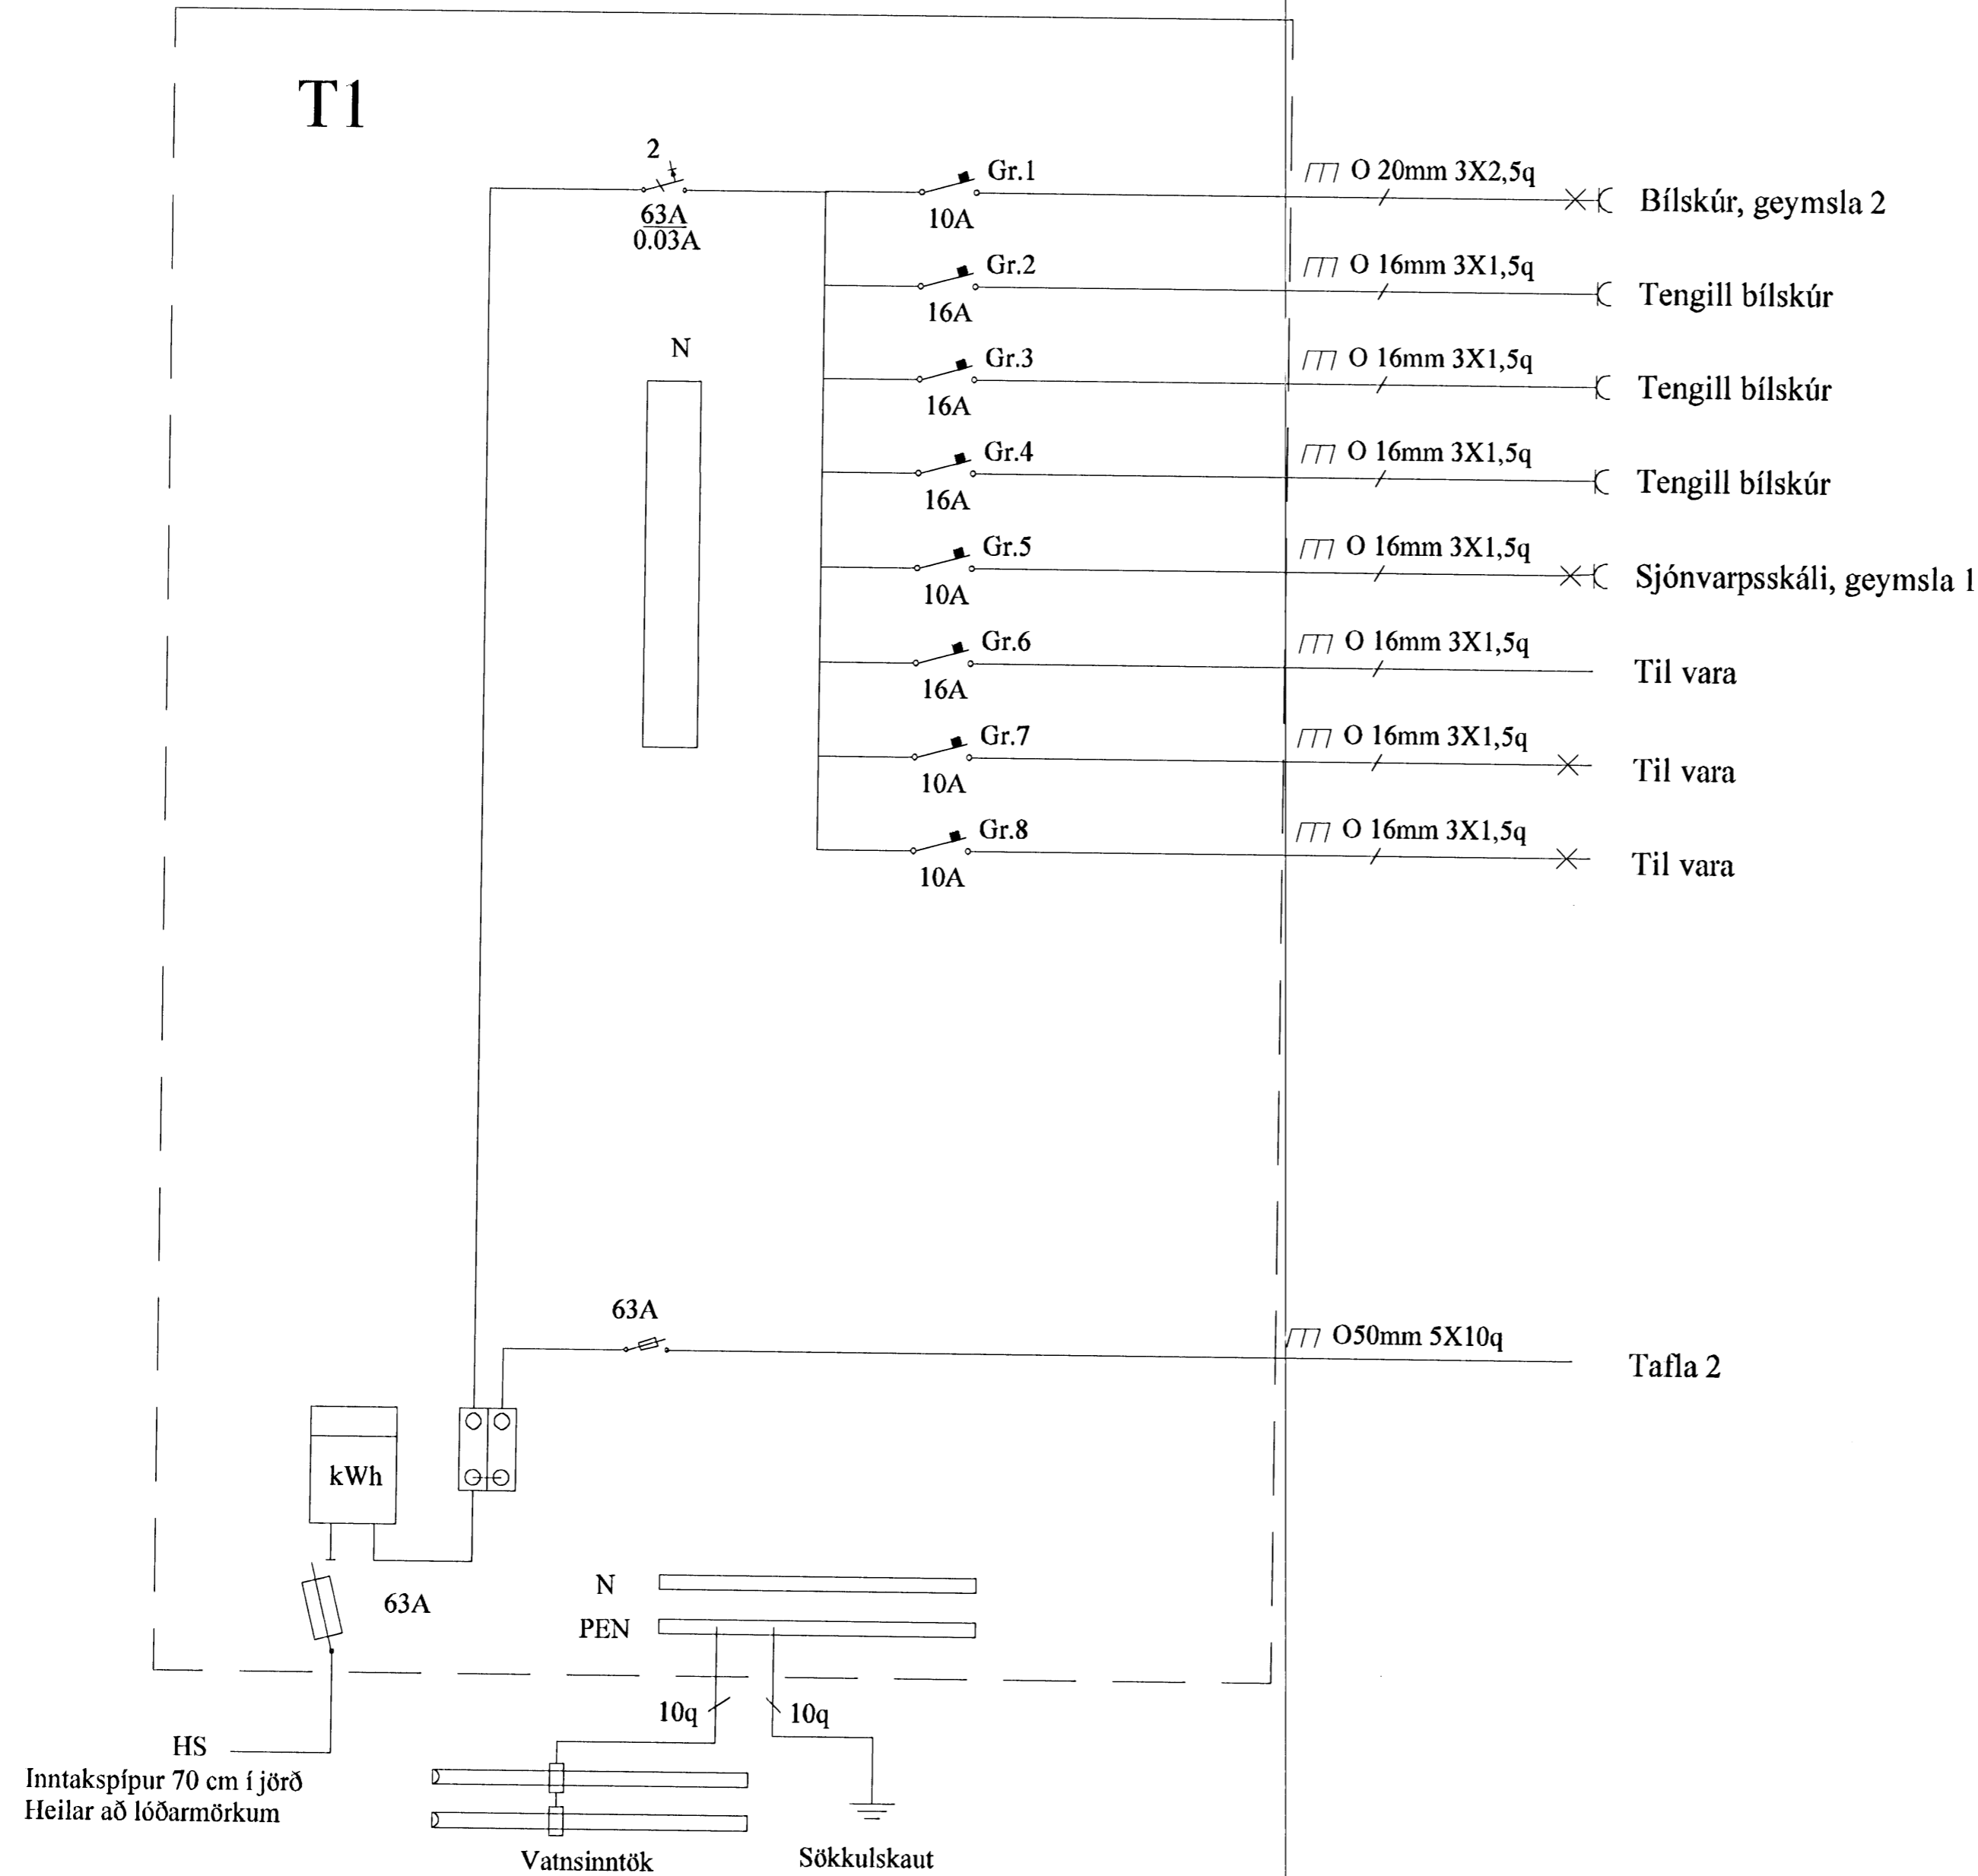 T1
2
63A
0.03A
Gr.1
10A
O 20mm 3X2,5q
Bílskúr, geymsla 2
Gr.2
16A
O 16mm 3X1,5q
Tengill bílskúr
N
Gr.3
16A
O 16mm 3X1,5q
Tengill bílskúr
Gr.4
16A
O 16mm 3X1,5q
Tengill bílskúr
Gr.5
10A
O 16mm 3X1,5q
Sjónvarpsskáli, geymsla 1
Gr.6
16A
O 16mm 3X1,5q
Til vara
Gr.7
10A
O 16mm 3X1,5q
Til vara
Gr.8
10A
O 16mm 3X1,5q
Til vara
63A
O50mm 5X10q
Tafla 2
kWh
63A
N
PEN
10q
10q
HS
Inntakspípur 70 cm í jörð
Heilar að lóðarmörkum
Vatnsinntök
Sökkulskaut